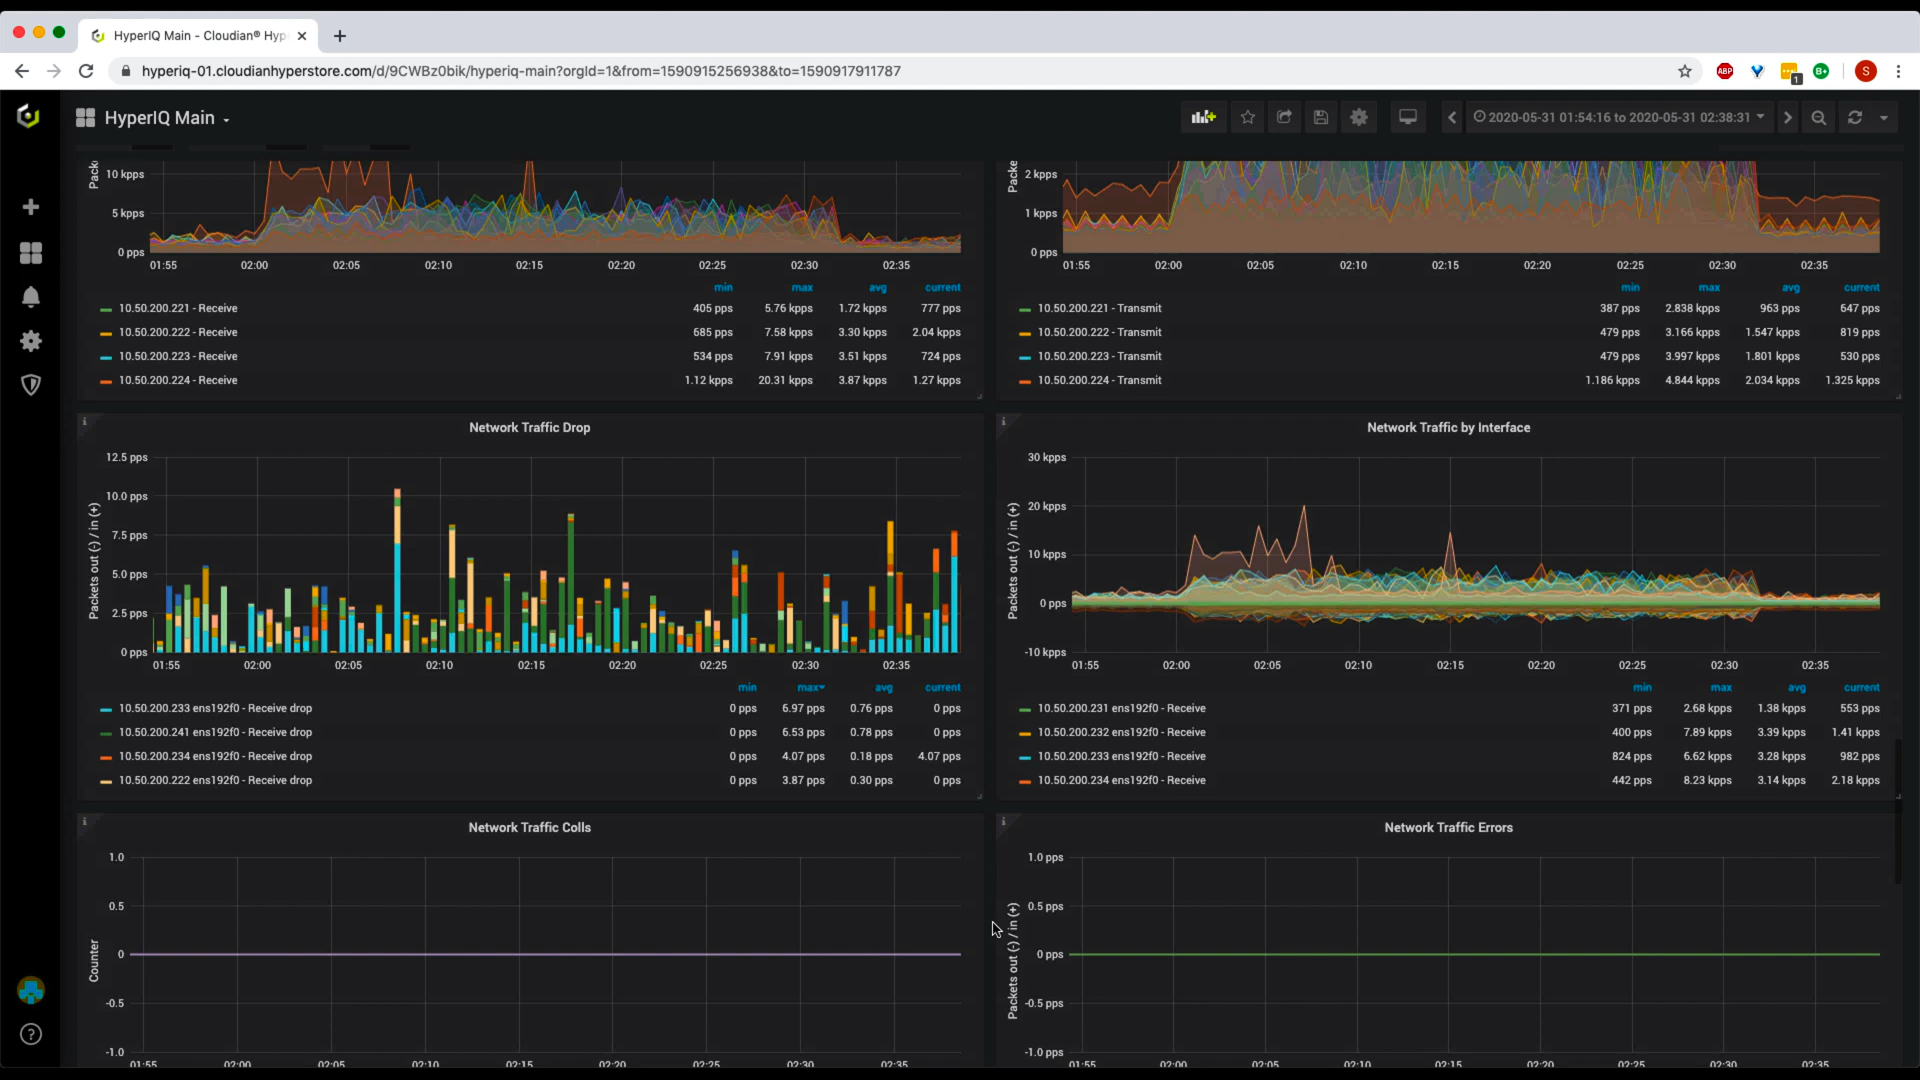 HyperIQ Main - Cloudian® Hyp
hyperiq-01.cloudianhyperstore.com/d/9CWBz0bik/hyperiq-main?orgId=1&from=1590915256938&to=1590917911787
ABP
1
B+
S
HyperIQ Main
2020-05-31 01:54:16 to 2020-05-31 02:38:31
10 kpps
5 kpps
0 pps
01:55 02:00 02:05 02:10 02:15 02:20 02:25 02:30 02:35
min max avg current
10.50.200.221 - Receive 405 pps 5.76 kpps 1.72 kpps 777 pps
10.50.200.222 - Receive 685 pps 7.58 kpps 3.30 kpps 2.04 kpps
10.50.200.223 - Receive 534 pps 7.91 kpps 3.51 kpps 724 pps
10.50.200.224 - Receive 1.12 kpps 20.31 kpps 3.87 kpps 1.27 kpps
2 kpps
1 kpps
0 pps
01:55 02:00 02:05 02:10 02:15 02:20 02:25 02:30 02:35
min max avg current
10.50.200.221 - Transmit 387 pps 2.838 kpps 963 pps 647 pps
10.50.200.222 - Transmit 479 pps 3.166 kpps 1.547 kpps 819 pps
10.50.200.223 - Transmit 479 pps 3.997 kpps 1.801 kpps 530 pps
10.50.200.224 - Transmit 1.186 kpps 4.844 kpps 2.034 kpps 1.325 kpps
Network Traffic Drop
Packets out (-) / in (+)
12.5 pps
10.0 pps
7.5 pps
5.0 pps
2.5 pps
0 pps
01:55 02:00 02:05 02:10 02:15 02:20 02:25 02:30 02:35
min max avg current
10.50.200.233 ens192f0 - Receive drop 0 pps 6.97 pps 0.76 pps 0 pps
10.50.200.241 ens192f0 - Receive drop 0 pps 6.53 pps 0.78 pps 0 pps
10.50.200.234 ens192f0 - Receive drop 0 pps 4.07 pps 0.18 pps 4.07 pps
10.50.200.222 ens192f0 - Receive drop 0 pps 3.87 pps 0.30 pps 0 pps
Network Traffic by Interface
Packets out (-) / in (+)
30 kpps
20 kpps
10 kpps
0 pps
-10 kpps
01:55 02:00 02:05 02:10 02:15 02:20 02:25 02:30 02:35
min max avg current
10.50.200.231 ens192f0 - Receive 371 pps 2.68 kpps 1.38 kpps 553 pps
10.50.200.232 ens192f0 - Receive 400 pps 7.89 kpps 3.39 kpps 1.41 kpps
10.50.200.233 ens192f0 - Receive 824 pps 6.62 kpps 3.28 kpps 982 pps
10.50.200.234 ens192f0 - Receive 442 pps 8.23 kpps 3.14 kpps 2.18 kpps
Network Traffic Colls
Counter
1.0
0.5
0
-0.5
-1.0
01:55 02:00 02:05 02:10 02:15 02:20 02:25 02:30 02:35
Network Traffic Errors
Packets out (-) / in (+)
1.0 pps
0.5 pps
0 pps
-0.5 pps
-1.0 pps
01:55 02:00 02:05 02:10 02:15 02:20 02:25 02:30 02:35